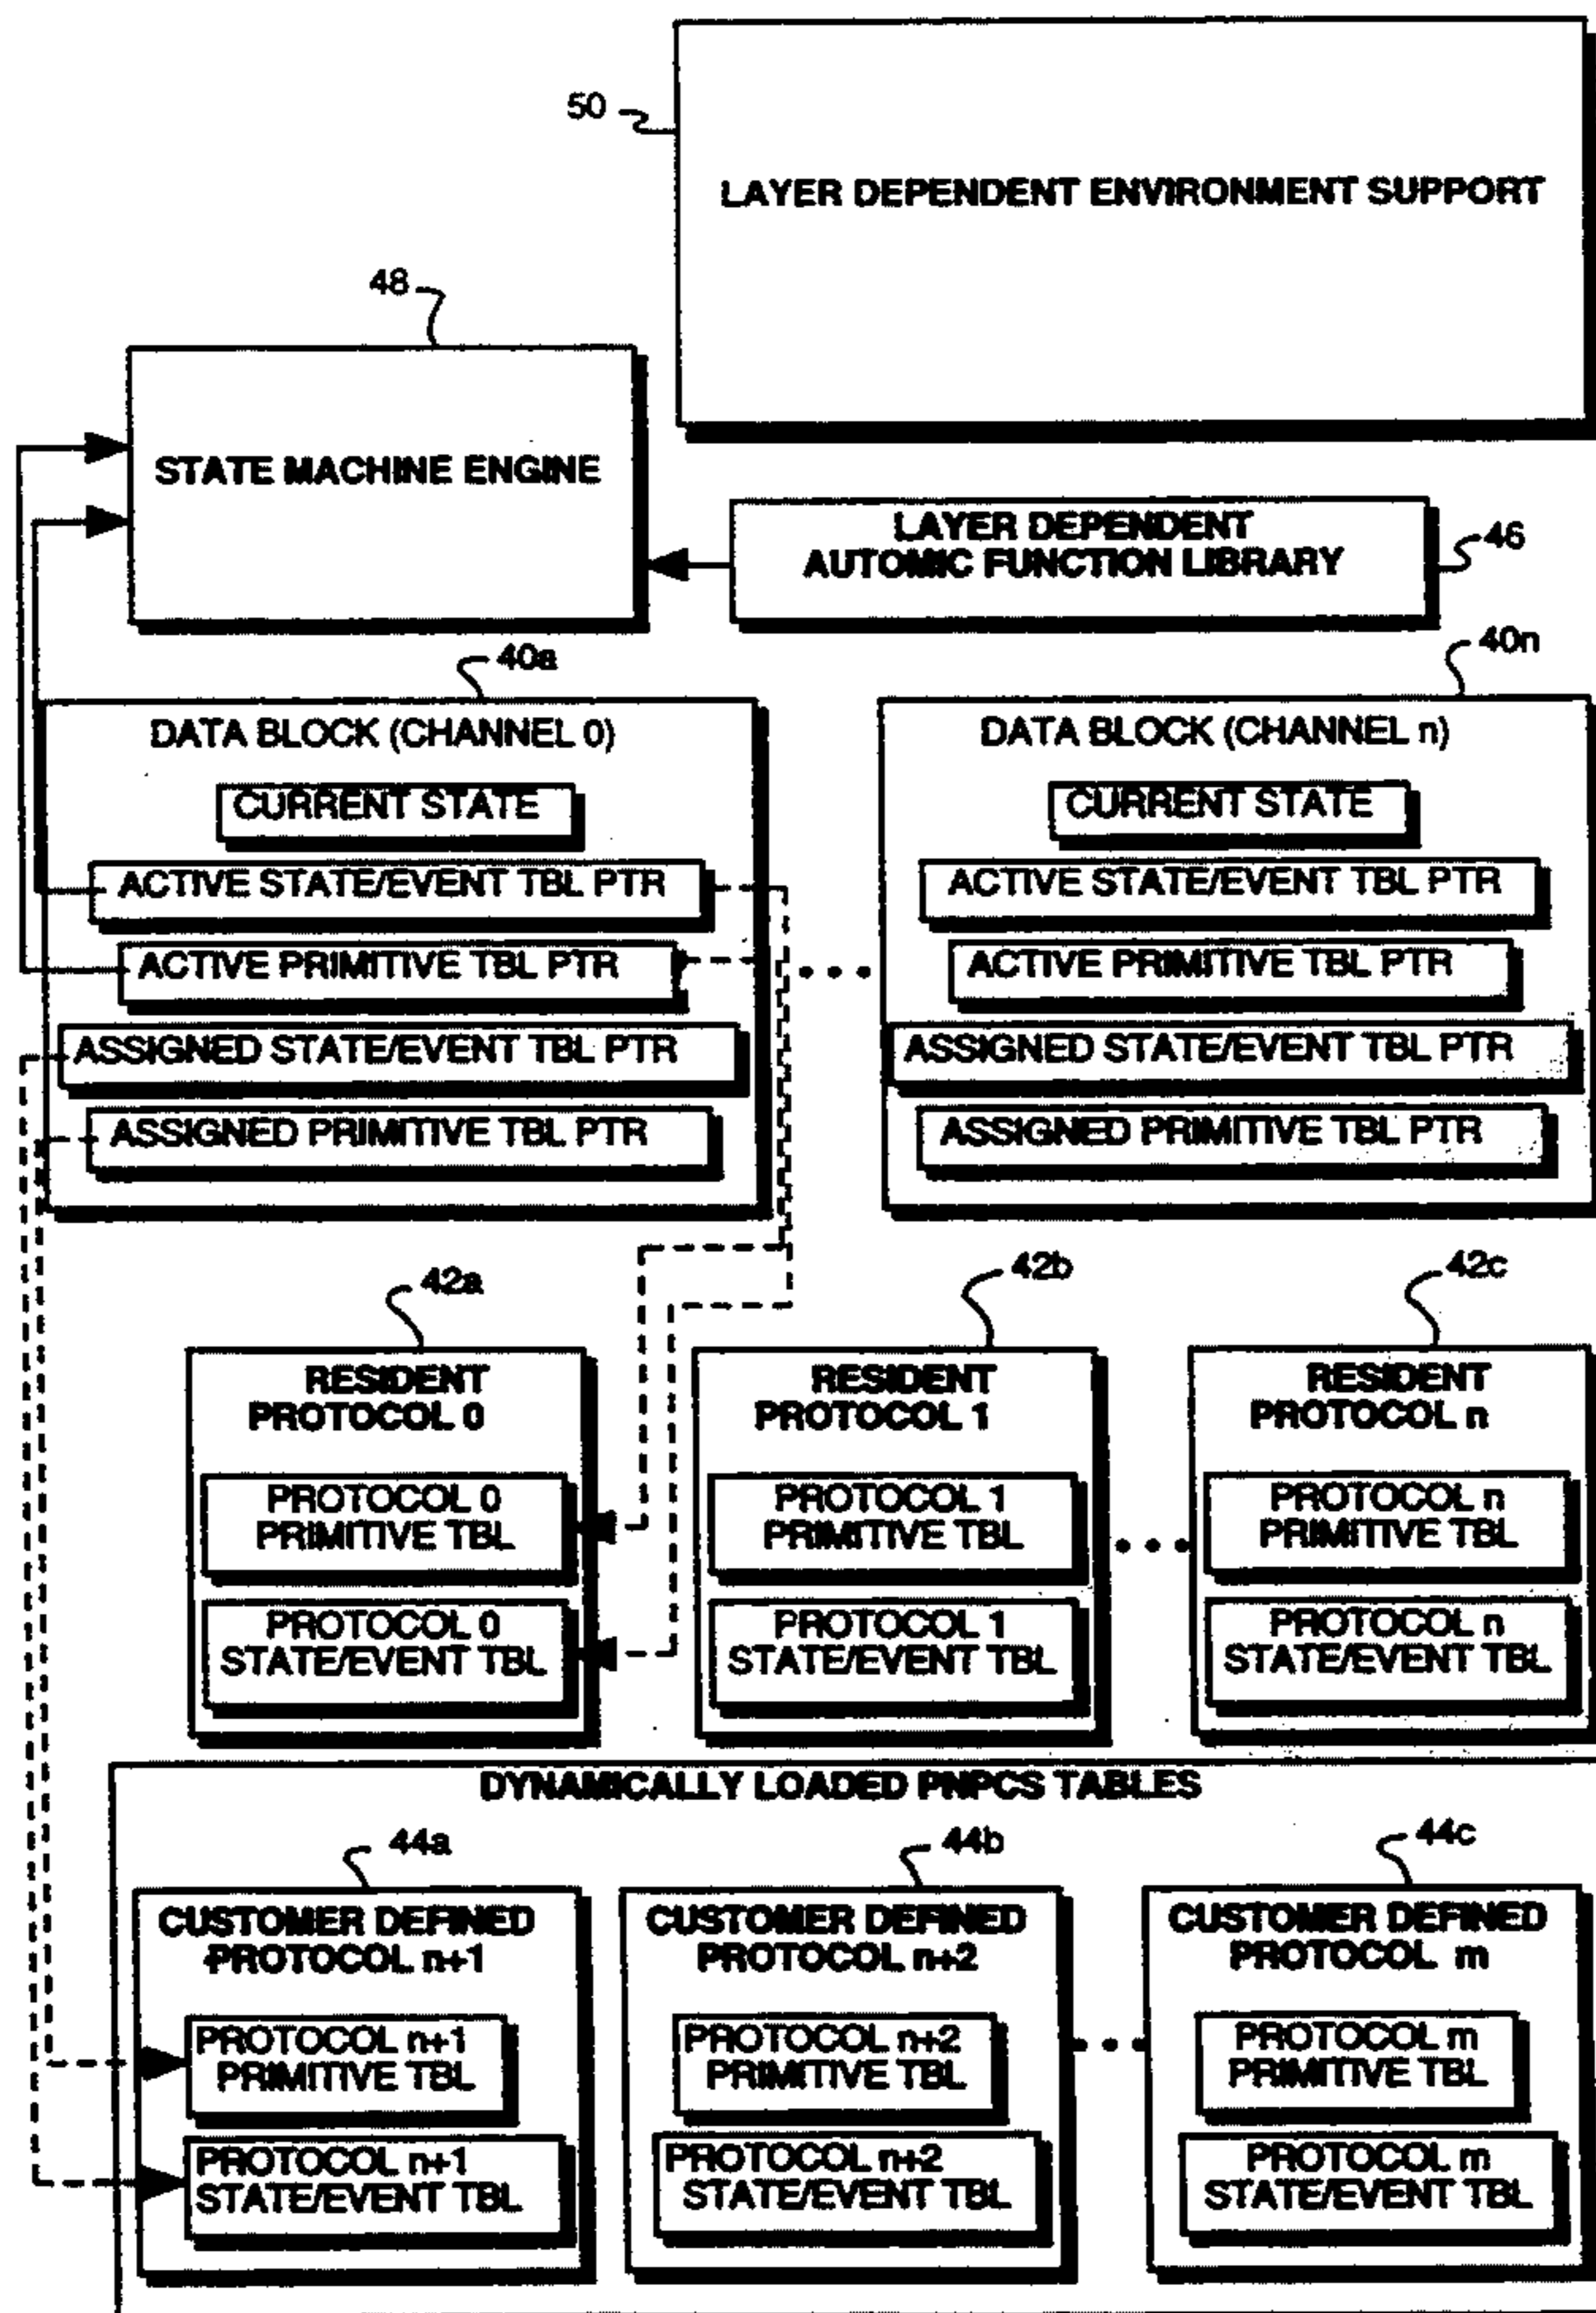 50
LAYER DEPENDENT ENVIRONMENT SUPPORT
48
STATE MACHINE ENGINE
LAYER DEPENDENT
AUTOMIC FUNCTION LIBRARY
46
40a
DATA BLOCK (CHANNEL 0)
CURRENT STATE
ACTIVE STATE/EVENT TBL PTR
ACTIVE PRIMITIVE TBL PTR
ASSIGNED STATE/EVENT TBL PTR
ASSIGNED PRIMITIVE TBL PTR
40n
DATA BLOCK (CHANNEL n)
CURRENT STATE
ACTIVE STATE/EVENT TBL PTR
ACTIVE PRIMITIVE TBL PTR
ASSIGNED STATE/EVENT TBL PTR
ASSIGNED PRIMITIVE TBL PTR
42a
RESIDENT
PROTOCOL 0
PROTOCOL 0
PRIMITIVE TBL
PROTOCOL 0
STATE/EVENT TBL
42b
RESIDENT
PROTOCOL 1
PROTOCOL 1
PRIMITIVE TBL
PROTOCOL 1
STATE/EVENT TBL
42c
RESIDENT
PROTOCOL n
PROTOCOL n
PRIMITIVE TBL
PROTOCOL n
STATE/EVENT TBL
DYNAMICALLY LOADED PNPCS TABLES
44a
CUSTOMER DEFINED
PROTOCOL n+1
PROTOCOL n+1
PRIMITIVE TBL
PROTOCOL n+1
STATE/EVENT TBL
44b
CUSTOMER DEFINED
PROTOCOL n+2
PROTOCOL n+2
PRIMITIVE TBL
PROTOCOL n+2
STATE/EVENT TBL
44c
CUSTOMER DEFINED
PROTOCOL m
PROTOCOL m
PRIMITIVE TBL
PROTOCOL m
STATE/EVENT TBL